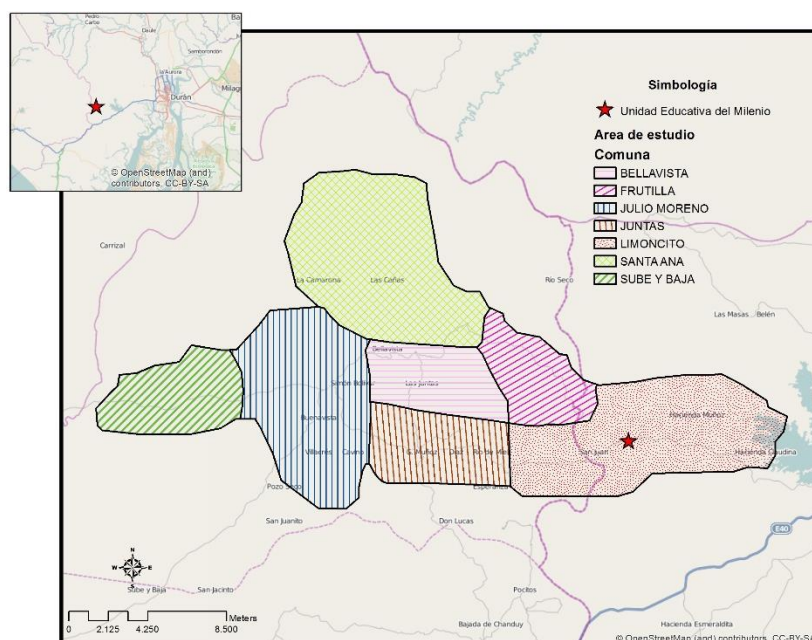 Pedro Carbo
Daule
Samborondón
La Aurora
Durán
Milag
© OpenStreetMap (and)
contributors, CC-BY-SA
Simbología
Unidad Educativa del Milenio
Area de estudio
Comuna
BELLAVISTA
FRUTILLA
JULIO MORENO
JUNTAS
LIMONCITO
SANTA ANA
SUBE Y BAJA
Carrizal
La Camarona
Las Cañas
Rio Seco
Las Masas
Belén
Bellavista
Simón Bolívar
Las Juntas
Buenavista
Hacienda Muñoz
Villacres
Cavino
G. Muñoz
Diaz
San Juan
Hacienda Claudina
Pozo Seco
Esperanza
San Juanito
Don Lucas
E40
N
W
E
S
Sube y Baja
San Jacinto
Pocitos
Meters
0 2.125 4.250 8.500
Bajada de Chanduy
Hacienda Esmeraldita
© OpenStreetMap (and) contributors, CC-BY-SA